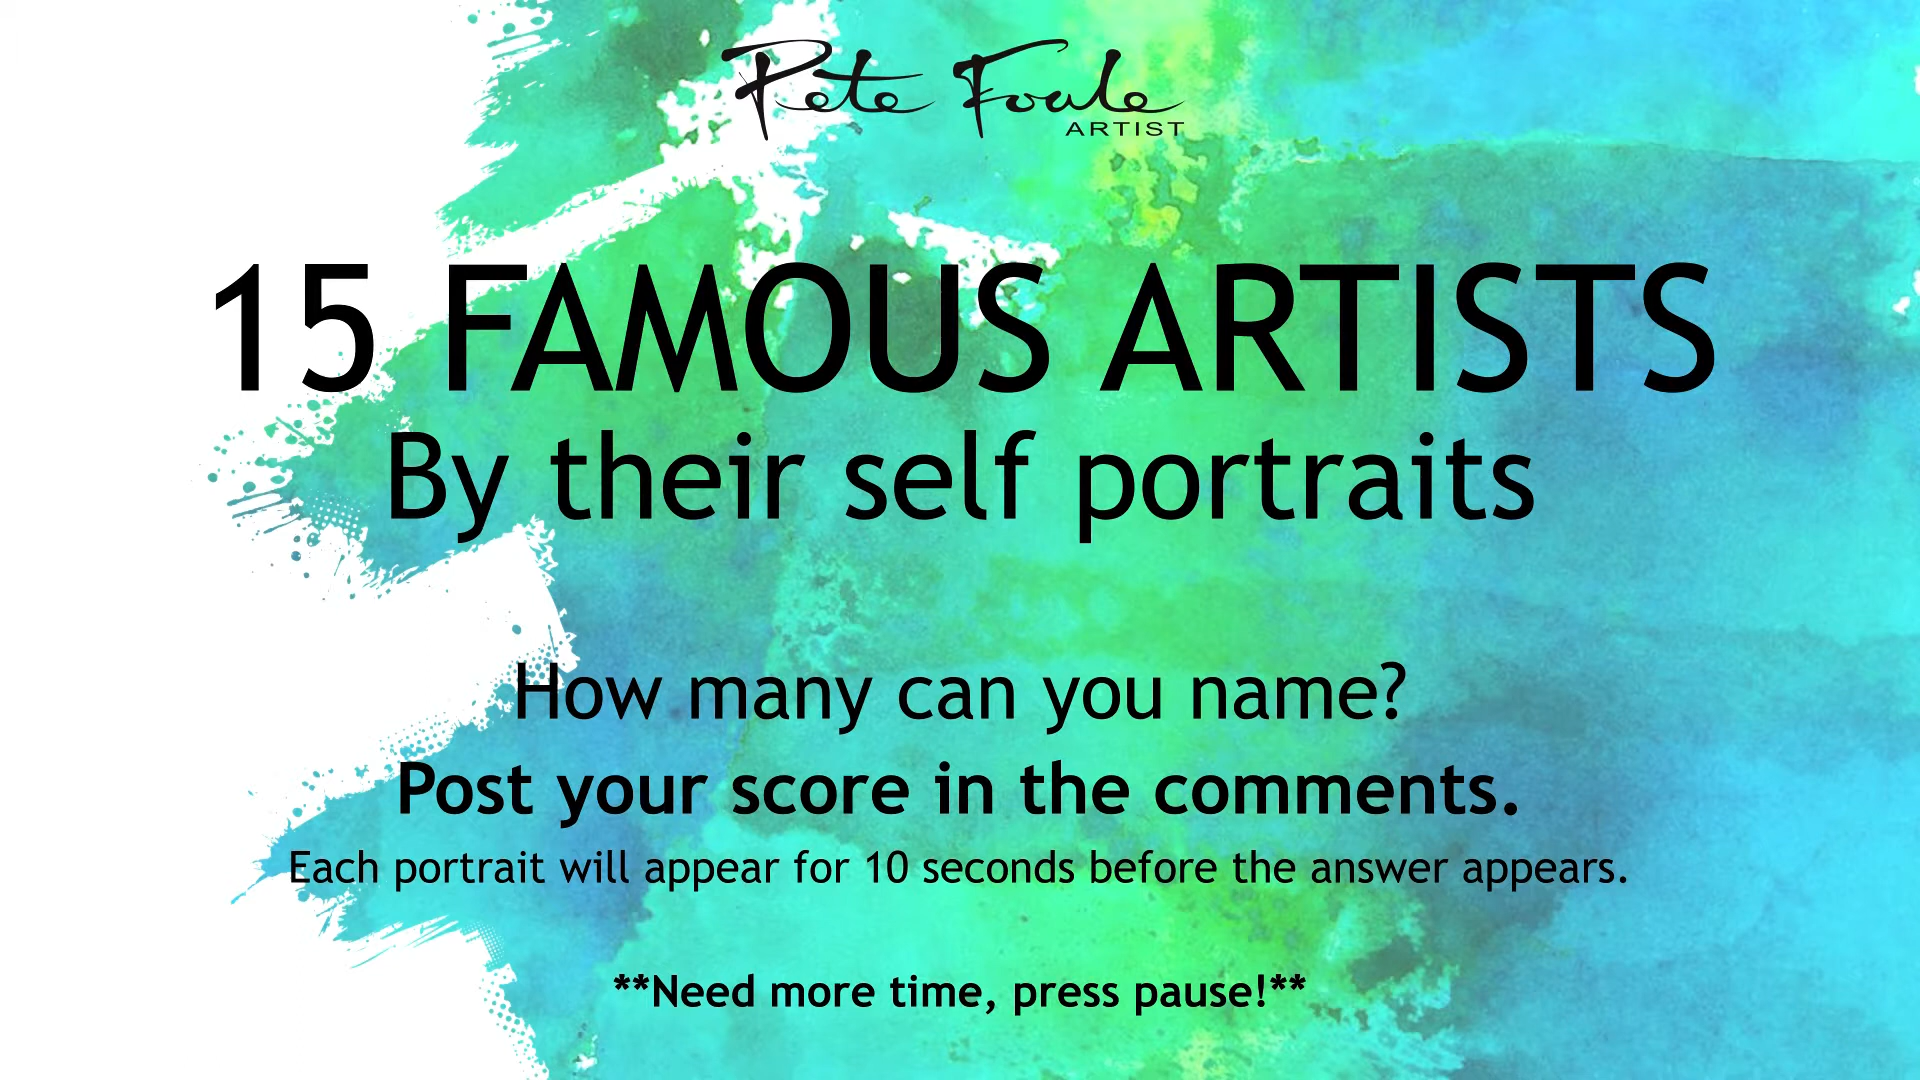 Pete Foule
ARTIST
15 FAMOUS ARTISTS
By their self portraits
How many can you name?
Post your score in the comments.
Each portrait will appear for 10 seconds before the answer appears.
**Need more time, press pause!**